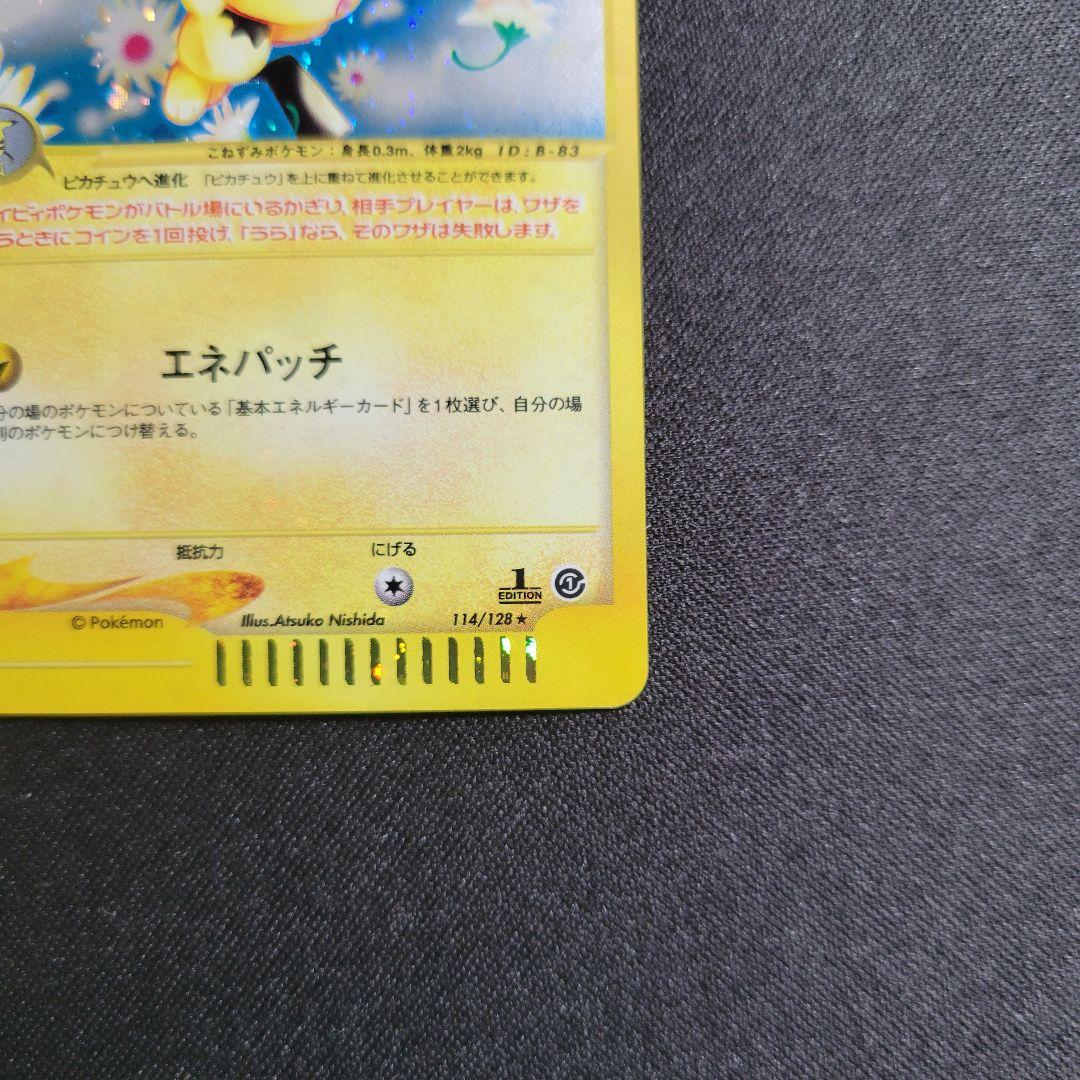 こねずみポケモン：身長0.3m、体重2kg ID:B-83
ピカチュウへ進化 「ピカチュウ」を上に重ねて進化させることができます。
イビィポケモンがバトル場にいるかぎり、相手プレイヤーは、ワザを
うときにコインを1回投げ、「うら」なら、そのワザは失敗します。
エネパッチ
分の場のポケモンについている「基本エネルギーカード」を1枚選び、自分の場
別のポケモンにつけ替える。
抵抗力 にげる
1 EDITION
©Pokémon Illus.Atsuko Nishida 114/128★